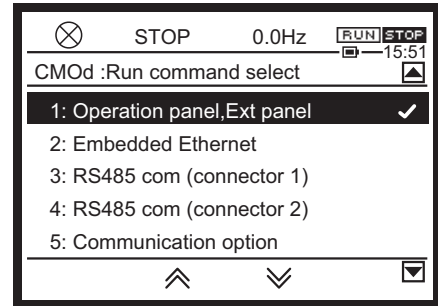 STOP 0.0Hz RUN STOP
15:51
CMOd :Run command select
1: Operation panel,Ext panel
2: Embedded Ethernet
3: RS485 com (connector 1)
4: RS485 com (connector 2)
5: Communication option